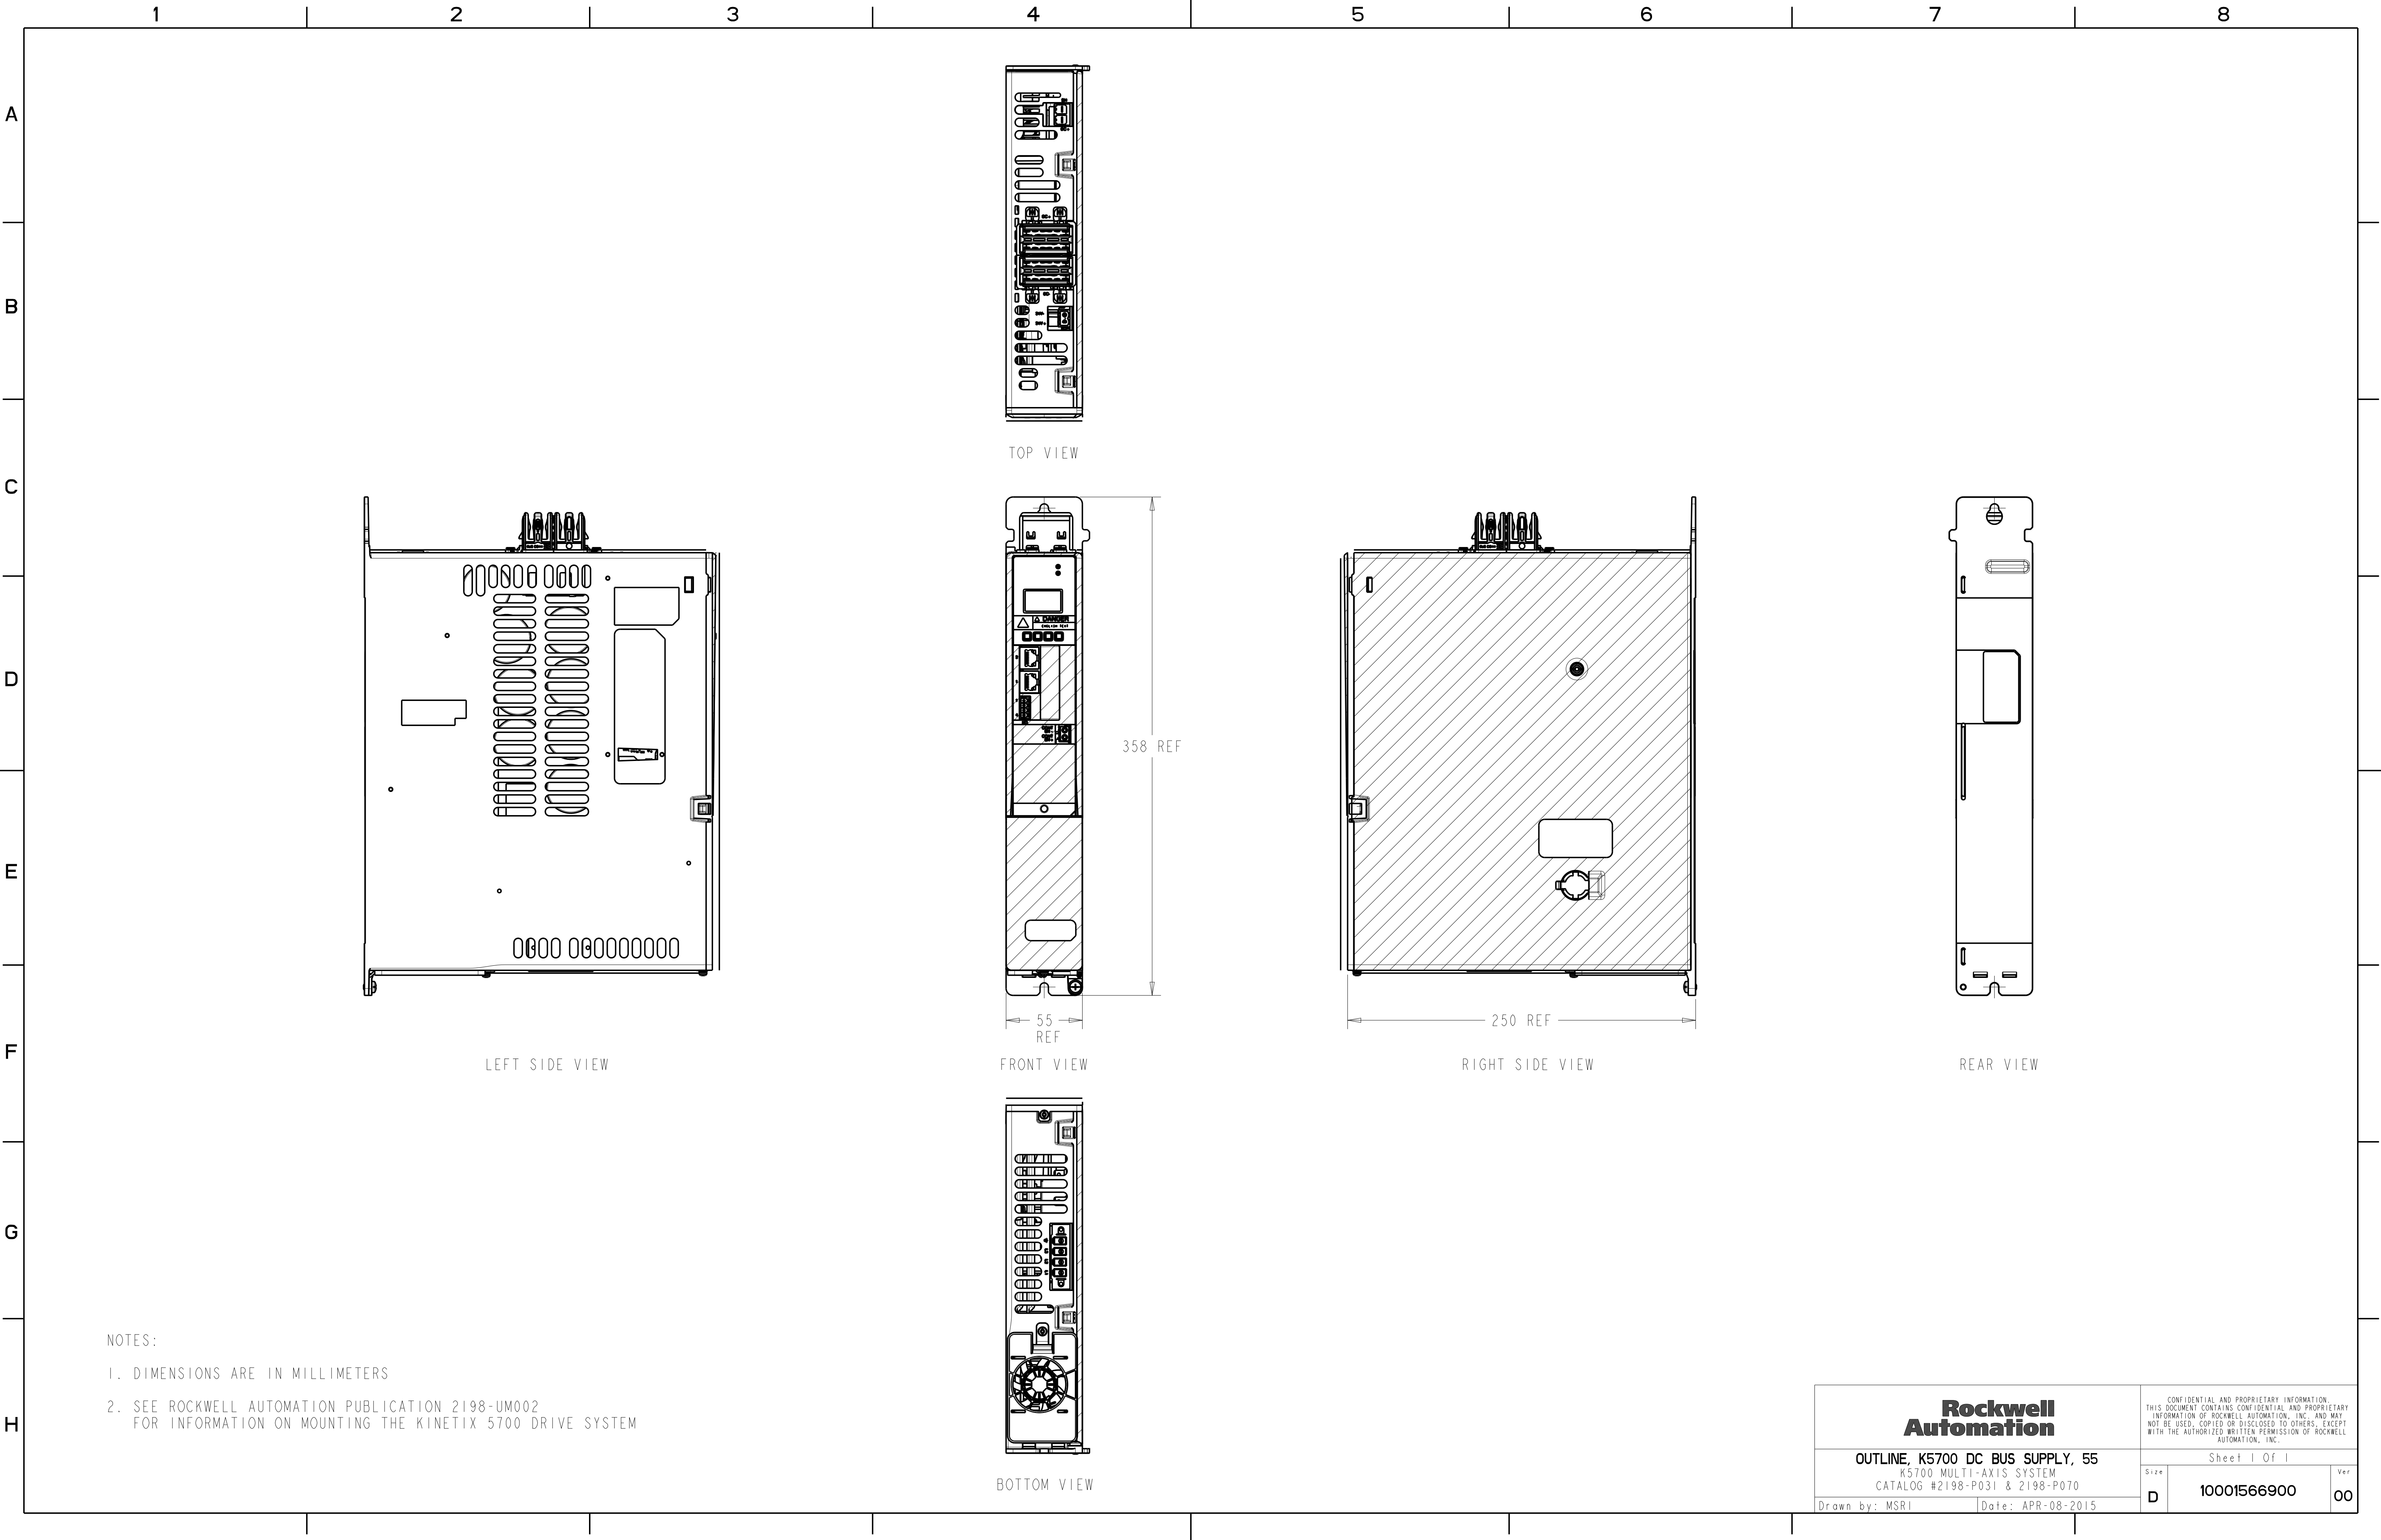 1 2 3 4 5 6 7 8
A
B
C
D
E
F
G
H
TOP VIEW
DANGER
ENGLISH TEXT
358 REF
55
REF
250 REF
LEFT SIDE VIEW
FRONT VIEW
RIGHT SIDE VIEW
REAR VIEW
BOTTOM VIEW
NOTES:
1. DIMENSIONS ARE IN MILLIMETERS
2. SEE ROCKWELL AUTOMATION PUBLICATION 2198-UM002
FOR INFORMATION ON MOUNTING THE KINETIX 5700 DRIVE SYSTEM
Rockwell
Automation
CONFIDENTIAL AND PROPRIETARY INFORMATION.
THIS DOCUMENT CONTAINS CONFIDENTIAL AND PROPRIETARY
INFORMATION OF ROCKWELL AUTOMATION, INC. AND MAY
NOT BE USED, COPIED OR DISCLOSED TO OTHERS, EXCEPT
WITH THE AUTHORIZED WRITTEN PERMISSION OF ROCKWELL
AUTOMATION, INC.
OUTLINE, K5700 DC BUS SUPPLY, 55
K5700 MULTI-AXIS SYSTEM
CATALOG #2198-P031 & 2198-P070
Sheet 1 Of 1
Size
D
10001566900
Ver
00
Drawn by: MSR1
Date: APR-08-2015